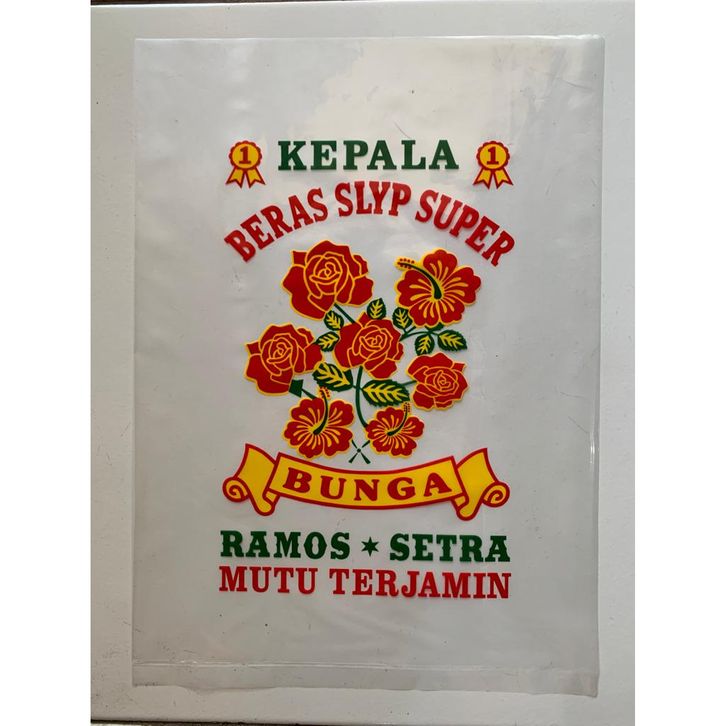 1 KEPALA 1
BERAS SLYP SUPER
BUNGA
RAMOS ★ SETRA
MUTU TERJAMIN